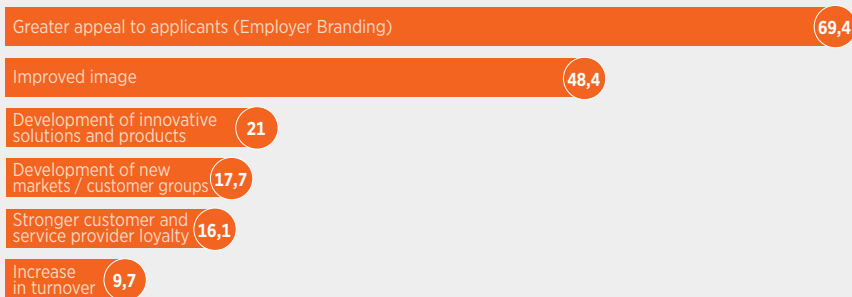 Greater appeal to applicants (Employer Branding) 69,4
Improved image 48,4
Development of innovative
solutions and products 21
Development of new
markets / customer groups 17,7
Stronger customer and
service provider loyalty 16,1
Increase
in turnover 9,7